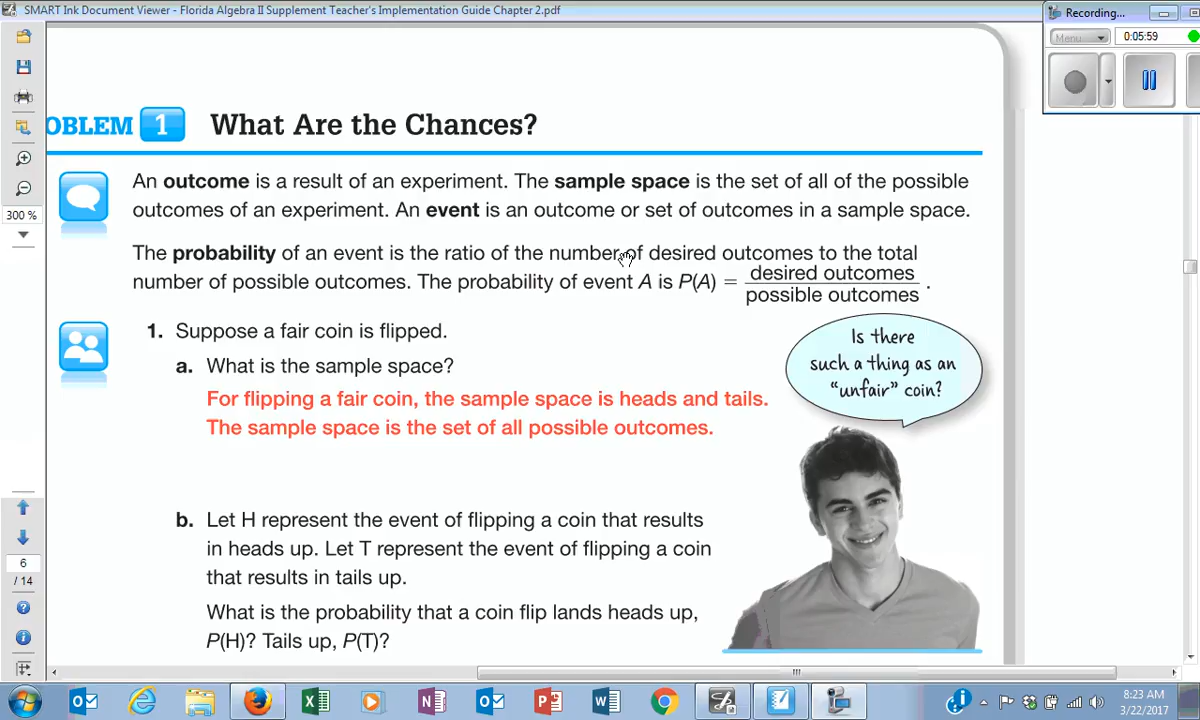 SMART Ink Document Viewer - Florida Algebra II Supplement Teacher's Implementation Guide Chapter 2.pdf
Recording...
Menu
0:05:59
300 %
OBLEM 1 What Are the Chances?
An outcome is a result of an experiment. The sample space is the set of all of the possible
outcomes of an experiment. An event is an outcome or set of outcomes in a sample space.
The probability of an event is the ratio of the number of desired outcomes to the total
number of possible outcomes. The probability of event A is P(A) = desired outcomes / possible outcomes .
1. Suppose a fair coin is flipped.
a. What is the sample space?
For flipping a fair coin, the sample space is heads and tails.
The sample space is the set of all possible outcomes.
Is there
such a thing as an
"unfair" coin?
b. Let H represent the event of flipping a coin that results
in heads up. Let T represent the event of flipping a coin
that results in tails up.
What is the probability that a coin flip lands heads up,
P(H)? Tails up, P(T)?
6
/ 14
8:23 AM
3/22/2017